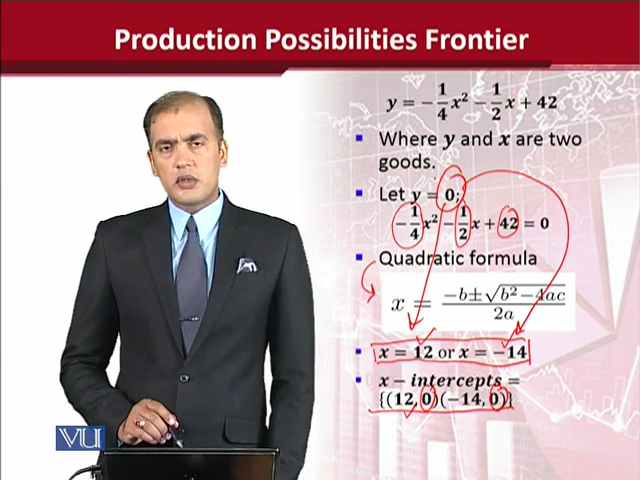 Production Possibilities Frontier
y = −1/4x² − 1/2x + 42
Where y and x are two
goods.
Let y = 0;
−1/4x² − 1/2x + 42 = 0
Quadratic formula
x = −b±√b² − 4ac / 2a
x = 12 or x = −14
x − intercepts =
{(12, 0)(−14, 0)}
VU